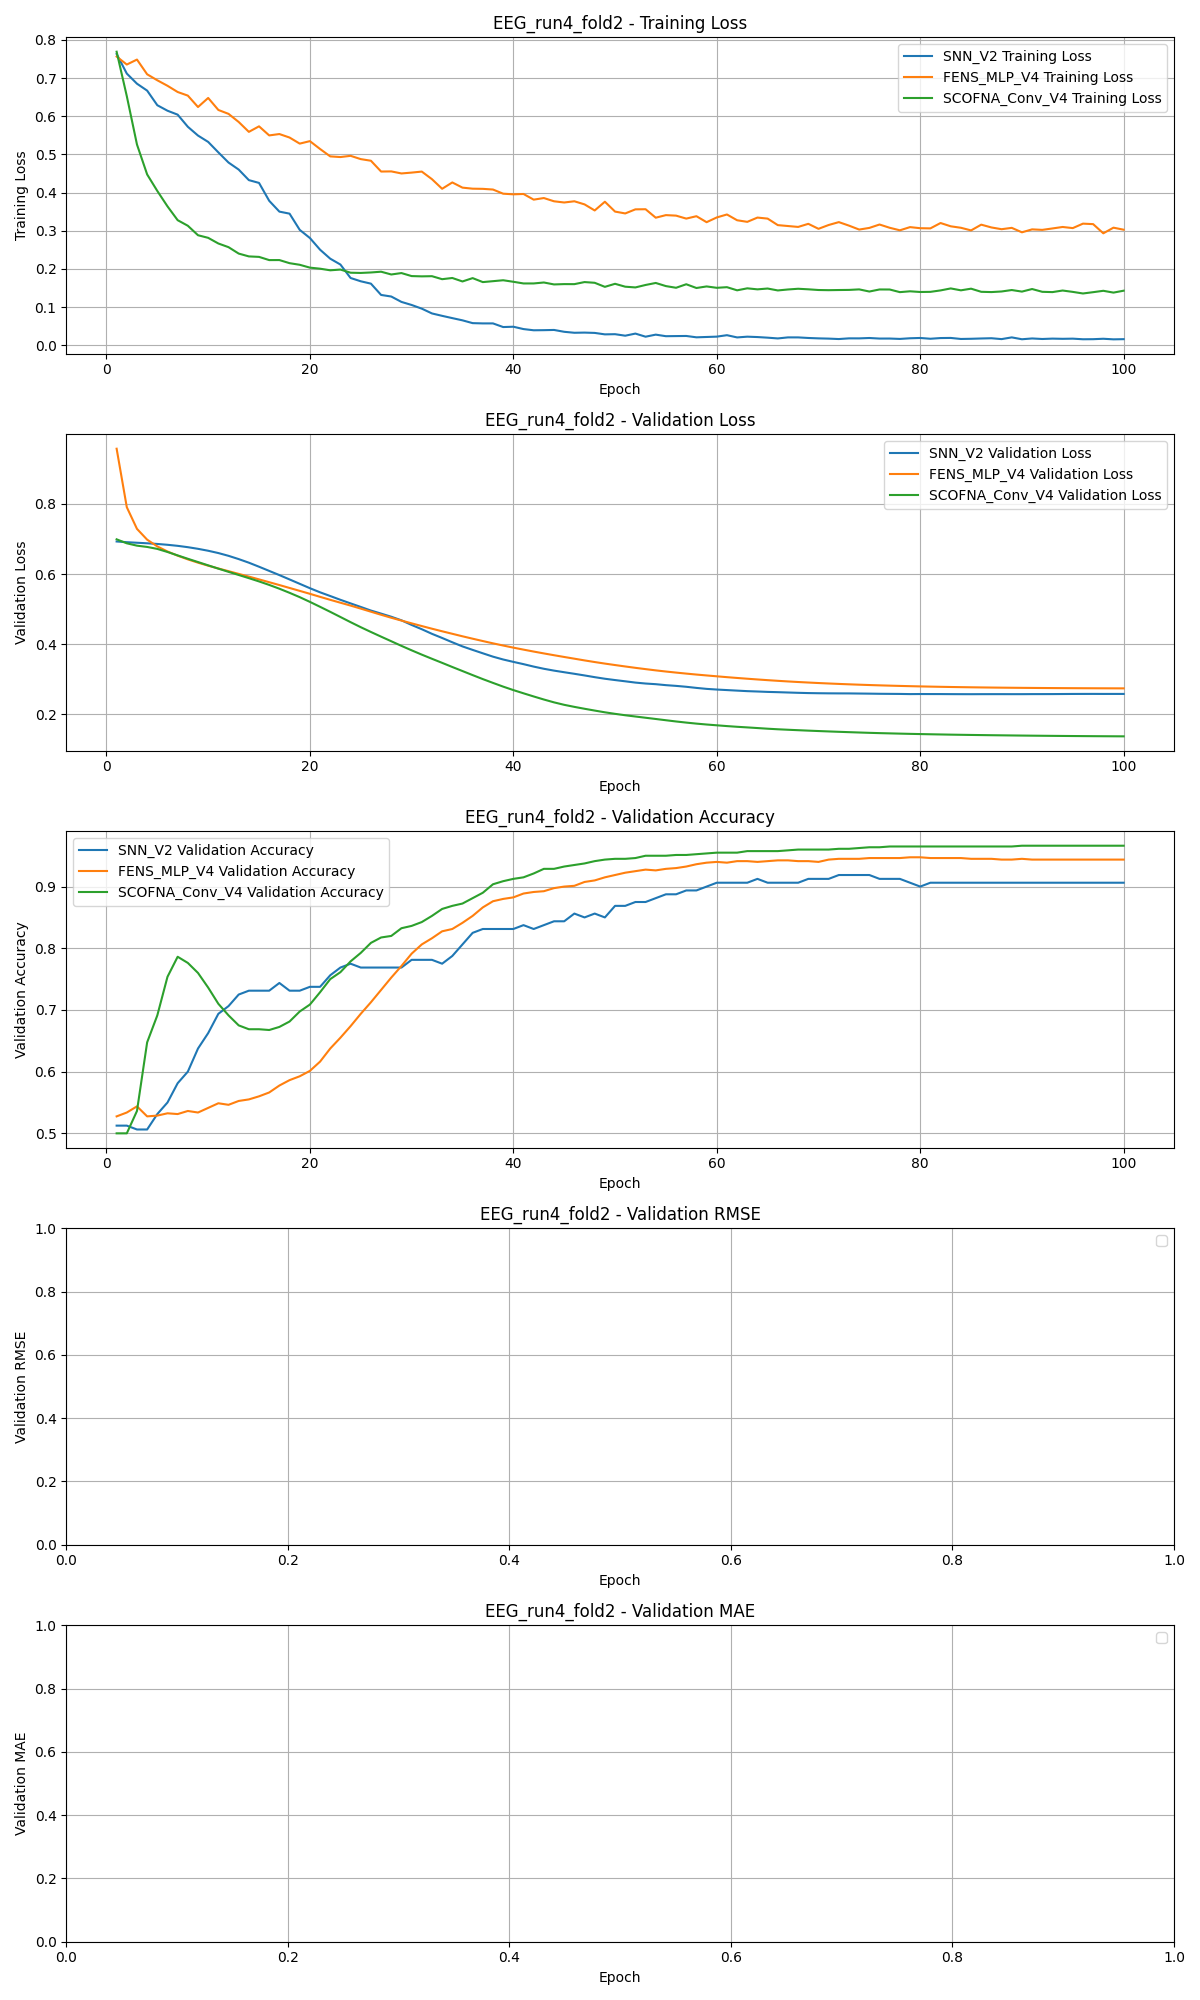 EEG_run4_fold2 - Training Loss
0.8
0.7
0.6
0.5
0.4
0.3
0.2
0.1
0.0
Training Loss
SNN_V2 Training Loss
FENS_MLP_V4 Training Loss
SCOFNA_Conv_V4 Training Loss
0 20 40 60 80 100
Epoch
EEG_run4_fold2 - Validation Loss
0.8
0.6
0.4
0.2
Validation Loss
SNN_V2 Validation Loss
FENS_MLP_V4 Validation Loss
SCOFNA_Conv_V4 Validation Loss
0 20 40 60 80 100
Epoch
EEG_run4_fold2 - Validation Accuracy
0.9
0.8
0.7
0.6
0.5
Validation Accuracy
SNN_V2 Validation Accuracy
FENS_MLP_V4 Validation Accuracy
SCOFNA_Conv_V4 Validation Accuracy
0 20 40 60 80 100
Epoch
EEG_run4_fold2 - Validation RMSE
1.0
0.8
0.6
0.4
0.2
0.0
Validation RMSE
0.0 0.2 0.4 0.6 0.8 1.0
Epoch
EEG_run4_fold2 - Validation MAE
1.0
0.8
0.6
0.4
0.2
0.0
Validation MAE
0.0 0.2 0.4 0.6 0.8 1.0
Epoch